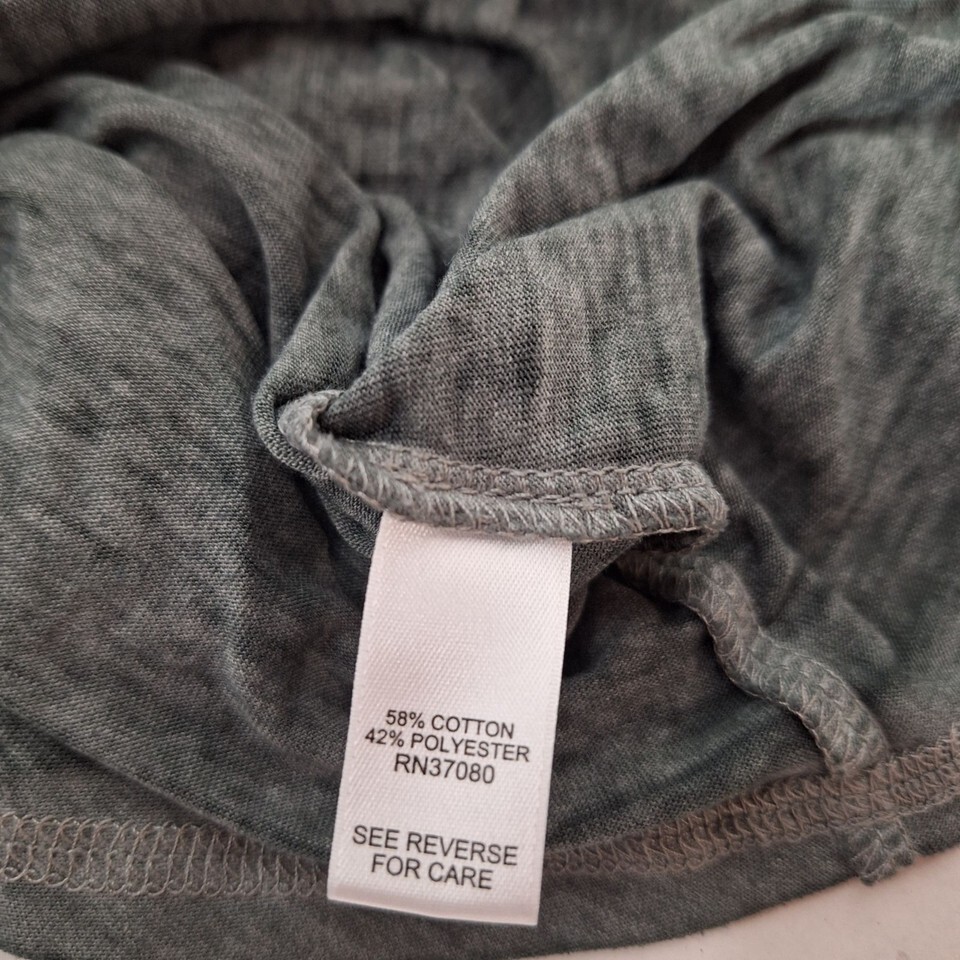 58% COTTON
42% POLYESTER
RN37080
SEE REVERSE
FOR CARE